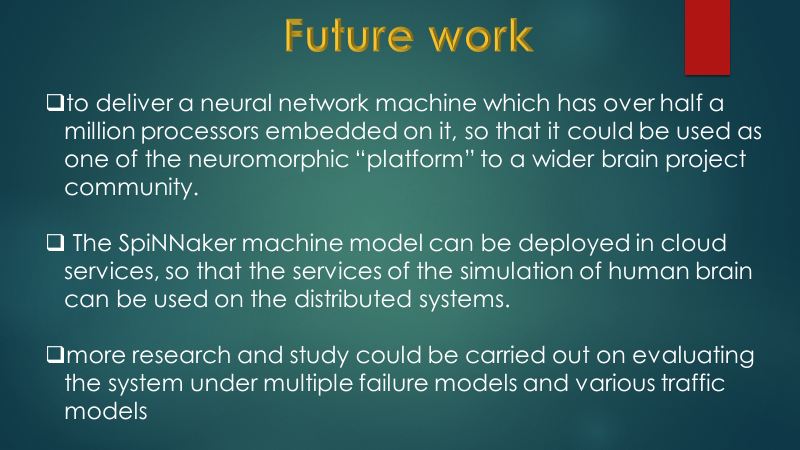 Future work
❑to deliver a neural network machine which has over half a
million processors embedded on it, so that it could be used as
one of the neuromorphic “platform” to a wider brain project
community.
❑ The SpiNNaker machine model can be deployed in cloud
services, so that the services of the simulation of human brain
can be used on the distributed systems.
❑more research and study could be carried out on evaluating
the system under multiple failure models and various traffic
models